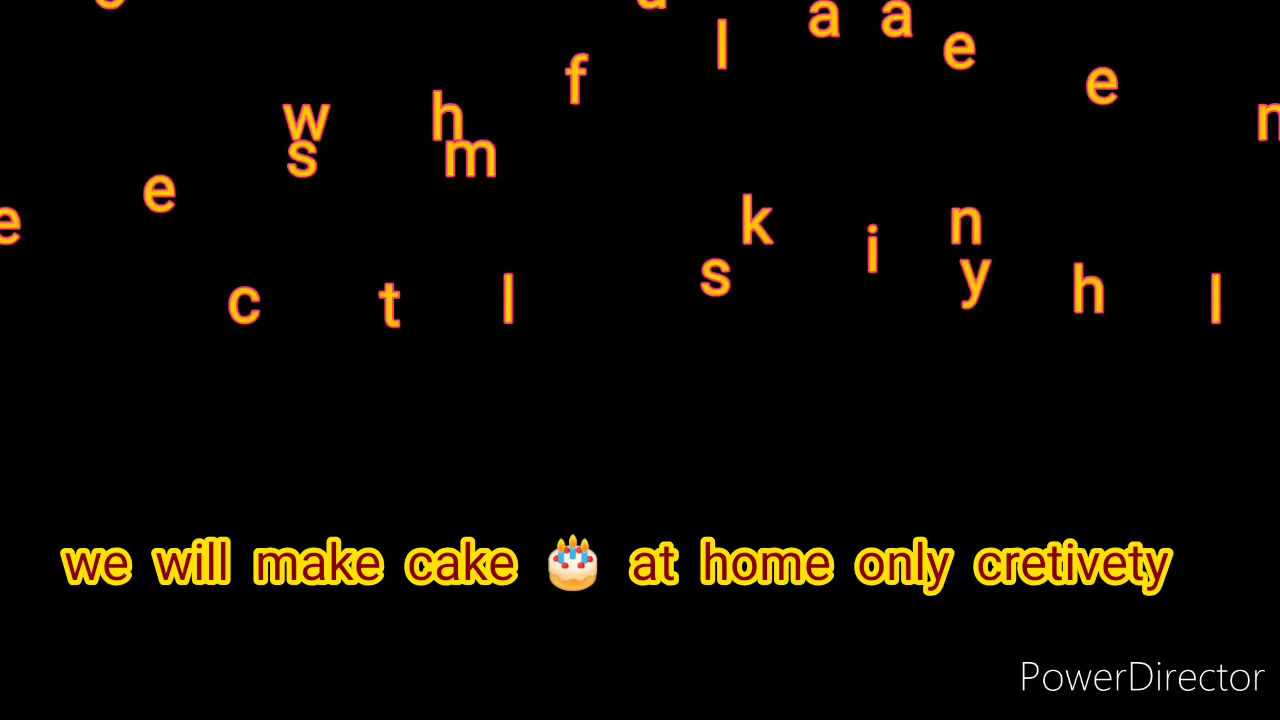 w h f l a a e e
s m
e e k i n
c t l s y h l
we will make cake 🎂 at home only cretivety
PowerDirector